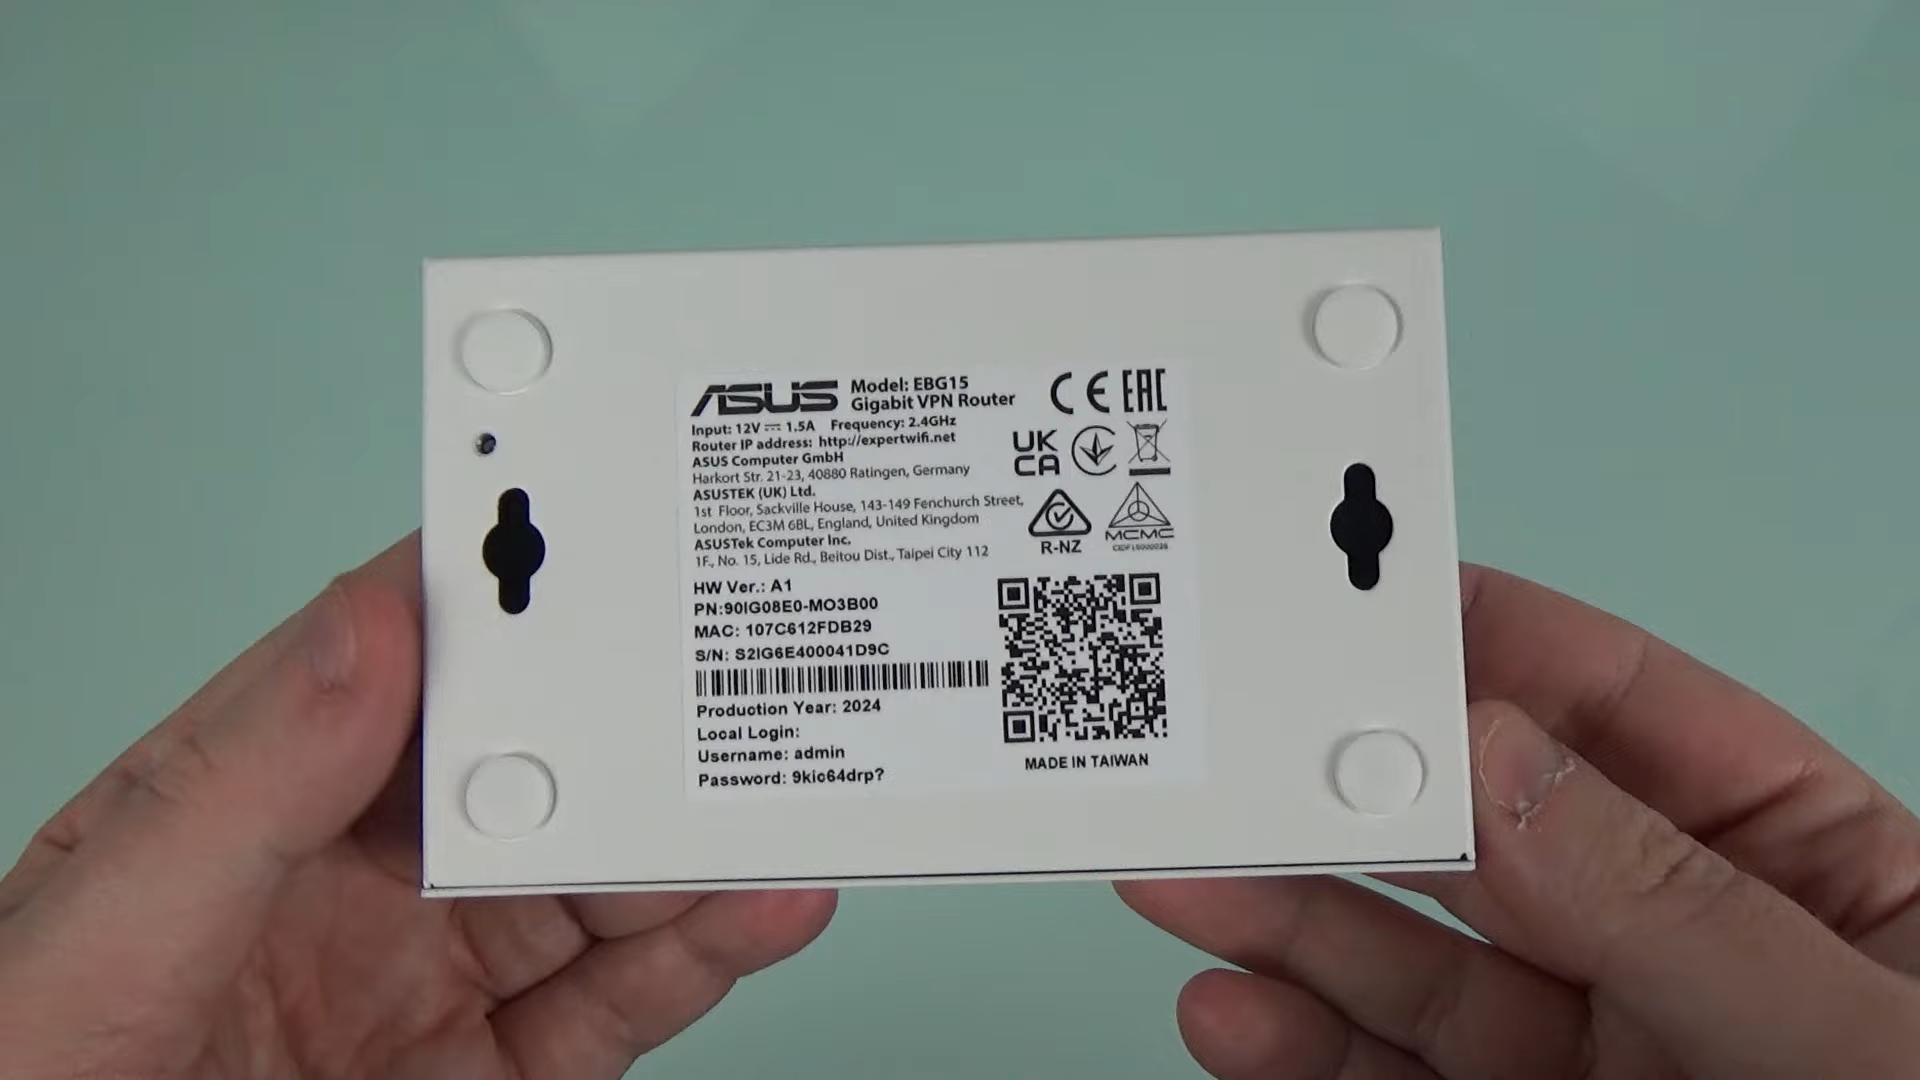 ASUS
Model: EBG15
Gigabit VPN Router
Input: 12V ⎓ 1.5A Frequency: 2.4GHz
Router IP address: http://expertwifi.net
ASUS Computer GmbH
Harkort Str. 21-23, 40880 Ratingen, Germany
ASUSTEK (UK) Ltd.
1st Floor, Sackville House, 143-149 Fenchurch Street,
London, EC3M 6BL, England, United Kingdom
ASUSTek Computer Inc.
1F., No. 15, Lide Rd., Beitou Dist., Taipei City 112
CE EAC
UK
CA
R-NZ
MCMC
HW Ver.: A1
PN:90IG08E0-MO3B00
MAC: 107C612FDB29
S/N: S2IG6E400041D9C
Production Year: 2024
Local Login:
Username: admin
Password: 9kic64drp?
MADE IN TAIWAN